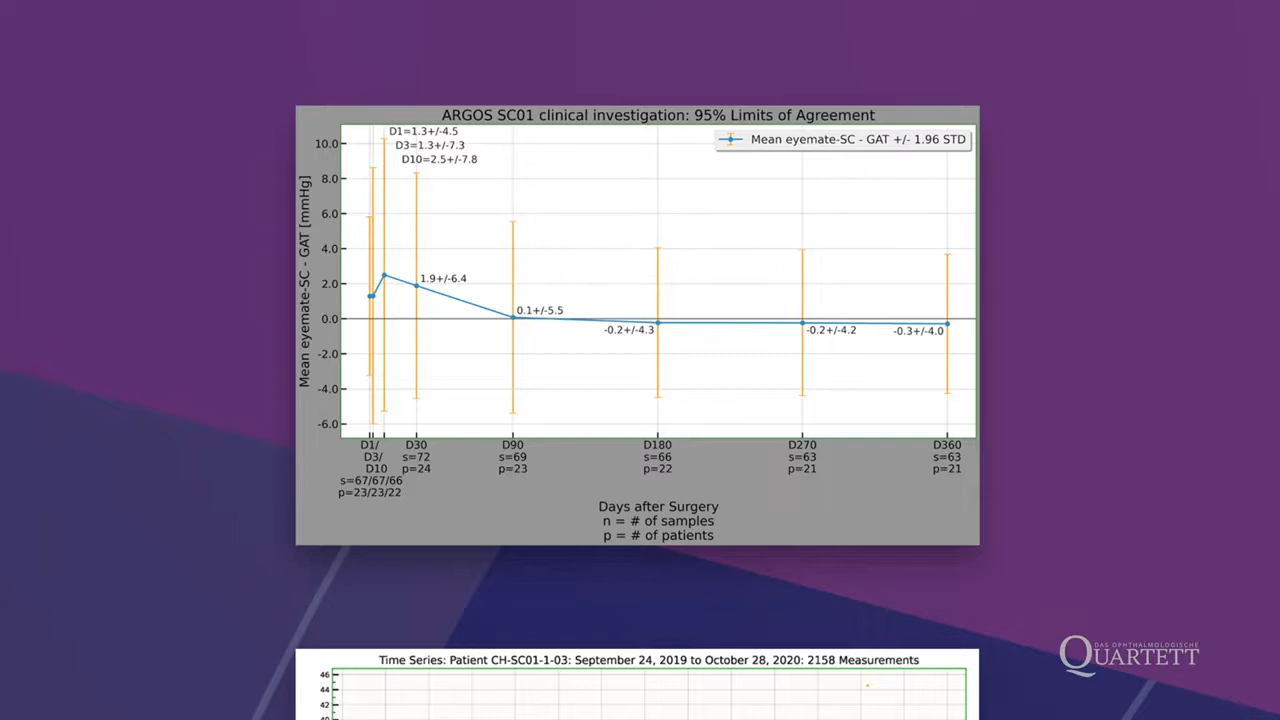 ARGOS SC01 clinical investigation: 95% Limits of Agreement
D1=1.3+/-4.5
D3=1.3+/-7.3
D10=2.5+/-7.8
Mean eyemate-SC - GAT +/- 1.96 STD
Mean eyemate-SC - GAT [mmHg]
10.0
8.0
6.0
4.0
2.0
0.0
-2.0
-4.0
-6.0
1.9+/-6.4
0.1+/-5.5
-0.2+/-4.3
-0.2+/-4.2
-0.3+/-4.0
D1/
D3/
D10
s=67/67/66
p=23/23/22
D30
s=72
p=24
D90
s=69
p=23
D180
s=66
p=22
D270
s=63
p=21
D360
s=63
p=21
Days after Surgery
n = # of samples
p = # of patients
DAS OPHTHALMOLOGISCHE
QUARTETT
Time Series: Patient CH-SC01-1-03: September 24, 2019 to October 28, 2020: 2158 Measurements
46
44
42
40